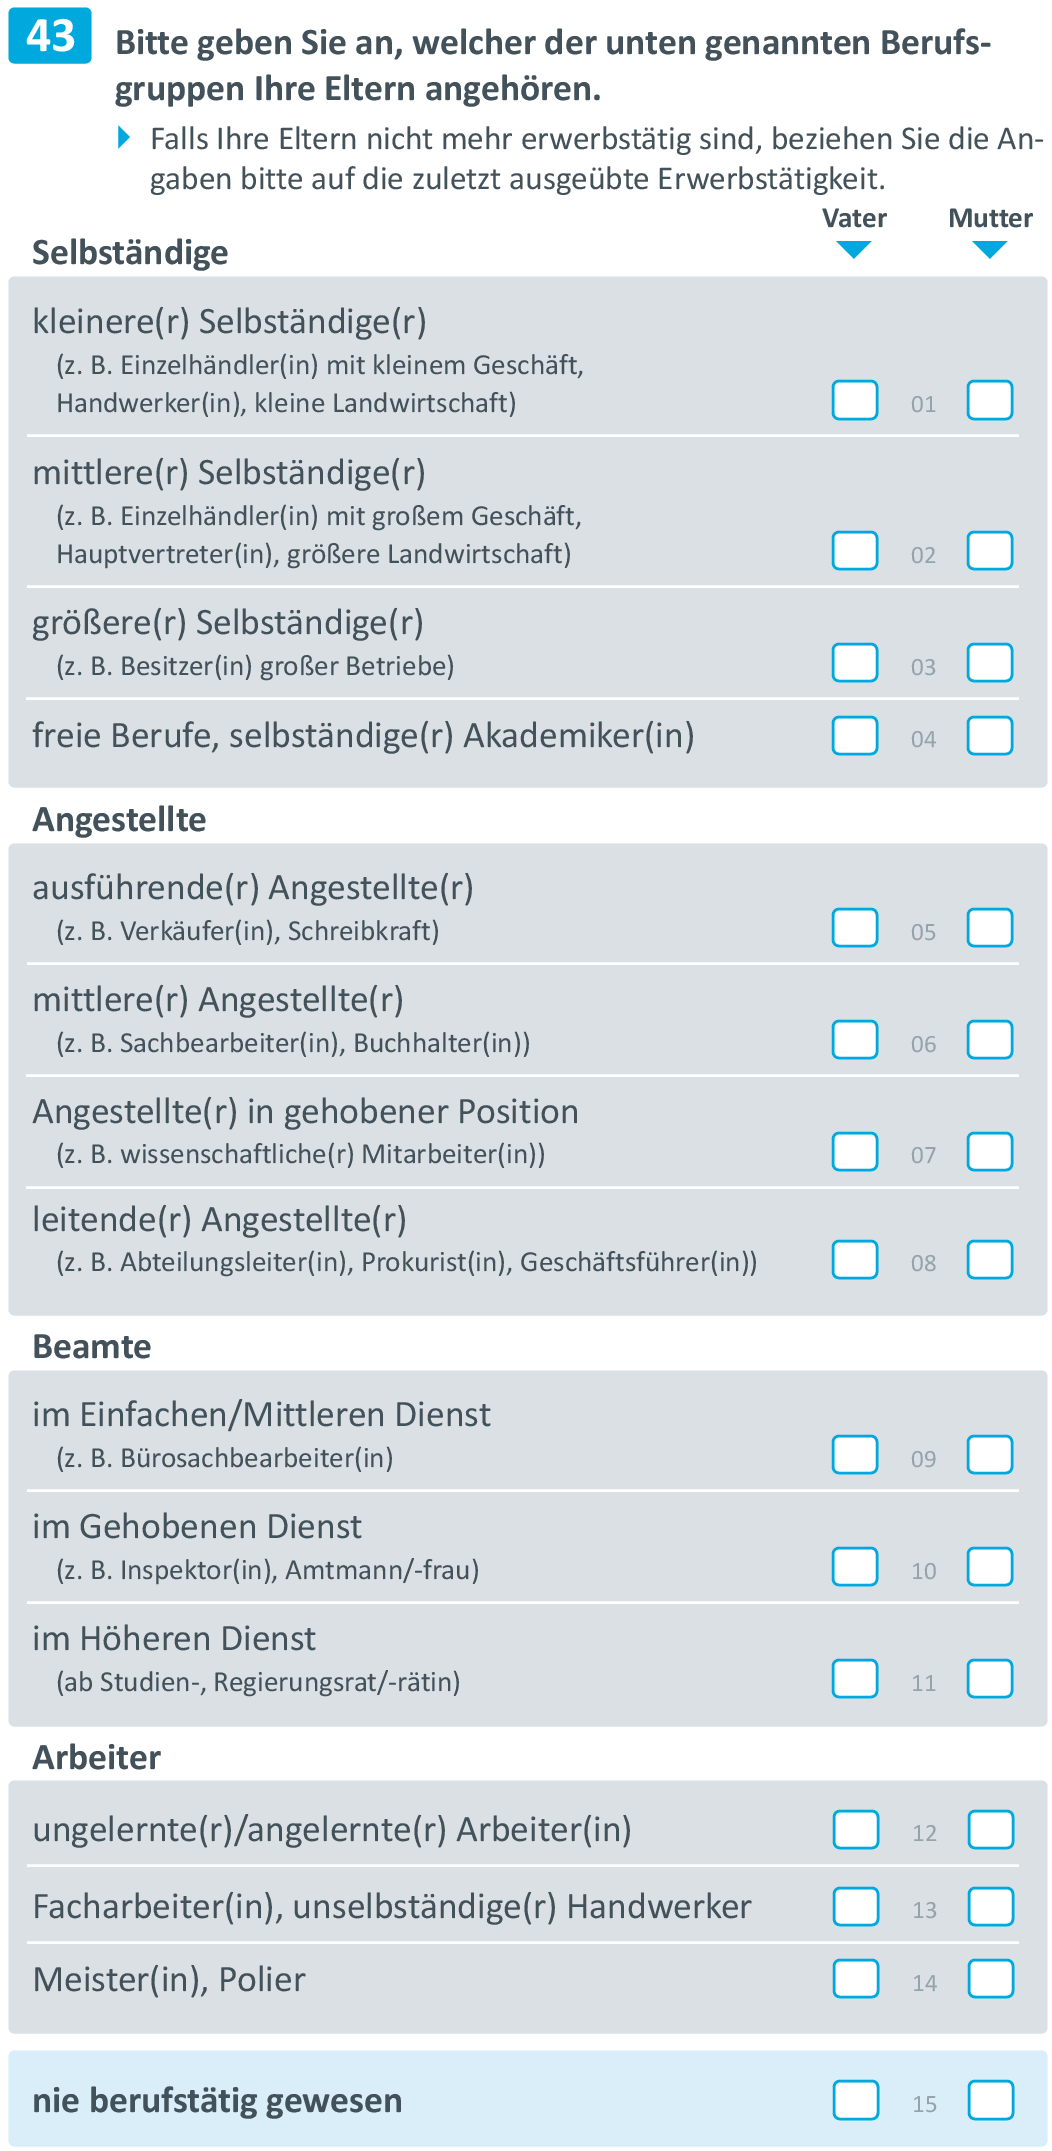 43 Bitte geben Sie an, welcher der unten genannten Berufs-
gruppen Ihre Eltern angehören.
Falls Ihre Eltern nicht mehr erwerbstätig sind, beziehen Sie die An-
gaben bitte auf die zuletzt ausgeübte Erwerbstätigkeit.
Vater Mutter
Selbständige
kleinere(r) Selbständige(r)
(z. B. Einzelhändler(in) mit kleinem Geschäft,
Handwerker(in), kleine Landwirtschaft) 01
mittlere(r) Selbständige(r)
(z. B. Einzelhändler(in) mit großem Geschäft,
Hauptvertreter(in), größere Landwirtschaft) 02
größere(r) Selbständige(r)
(z. B. Besitzer(in) großer Betriebe) 03
freie Berufe, selbständige(r) Akademiker(in) 04
Angestellte
ausführende(r) Angestellte(r)
(z. B. Verkäufer(in), Schreibkraft) 05
mittlere(r) Angestellte(r)
(z. B. Sachbearbeiter(in), Buchhalter(in)) 06
Angestellte(r) in gehobener Position
(z. B. wissenschaftliche(r) Mitarbeiter(in)) 07
leitende(r) Angestellte(r)
(z. B. Abteilungsleiter(in), Prokurist(in), Geschäftsführer(in)) 08
Beamte
im Einfachen/Mittleren Dienst
(z. B. Bürosachbearbeiter(in) 09
im Gehobenen Dienst
(z. B. Inspektor(in), Amtmann/-frau) 10
im Höheren Dienst
(ab Studien-, Regierungsrat/-rätin) 11
Arbeiter
ungelernte(r)/angelernte(r) Arbeiter(in) 12
Facharbeiter(in), unselbständige(r) Handwerker 13
Meister(in), Polier 14
nie berufstätig gewesen 15